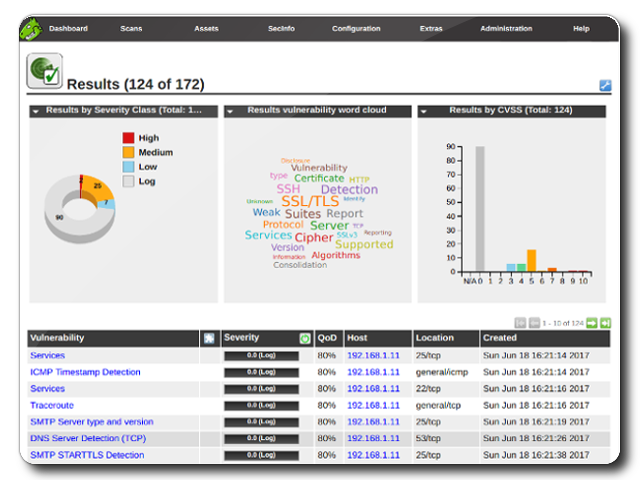 Dashboard Scans Assets SecInfo Configuration Extras Administration Help
Results (124 of 172)
Results by Severity Class (Total: 1...
High
Medium
Low
Log
2
25
7
90
Results vulnerability word cloud
Disclosure
Vulnerability
type Certificate HTTP
SSH Detection
Unknown SSL/TLS Identify
Weak Suites Report
Protocol Server TCP
Services Cipher SSLv3 Reporting
Version Supported
Information Algorithms
Consolidation
Results by CVSS (Total: 124)
90
80
70
60
50
40
30
20
10
0
N/A 0 1 2 3 4 5 6 7 8 9 10
1 - 10 of 124
Vulnerability Severity QoD Host Location Created
Services 0.0 (Log) 80% 192.168.1.11 25/tcp Sun Jun 18 16:21:14 2017
ICMP Timestamp Detection 0.0 (Log) 80% 192.168.1.11 general/icmp Sun Jun 18 16:21:14 2017
Services 0.0 (Log) 80% 192.168.1.11 22/tcp Sun Jun 18 16:21:16 2017
Traceroute 0.0 (Log) 80% 192.168.1.11 general/tcp Sun Jun 18 16:21:16 2017
SMTP Server type and version 0.0 (Log) 80% 192.168.1.11 25/tcp Sun Jun 18 16:21:19 2017
DNS Server Detection (TCP) 0.0 (Log) 80% 192.168.1.11 53/tcp Sun Jun 18 16:21:26 2017
SMTP STARTTLS Detection 0.0 (Log) 80% 192.168.1.11 25/tcp Sun Jun 18 16:21:38 2017